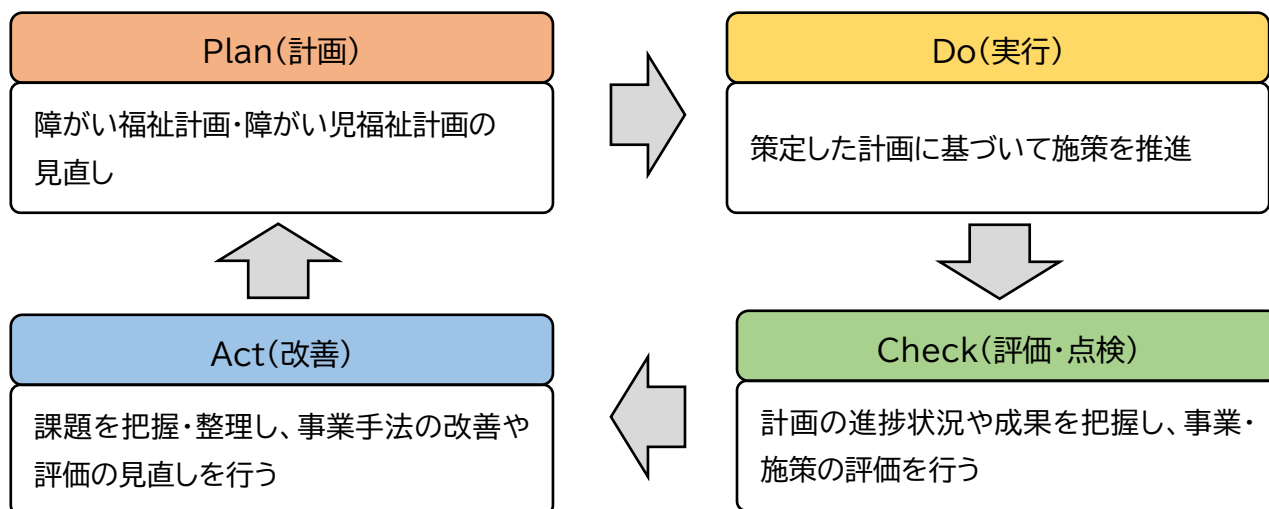 Plan(計画)
障がい福祉計画・障がい児福祉計画の
見直し
Do(実行)
策定した計画に基づいて施策を推進
Act(改善)
課題を把握・整理し、事業手法の改善や
評価の見直しを行う
Check(評価・点検)
計画の進捗状況や成果を把握し、事業・
施策の評価を行う